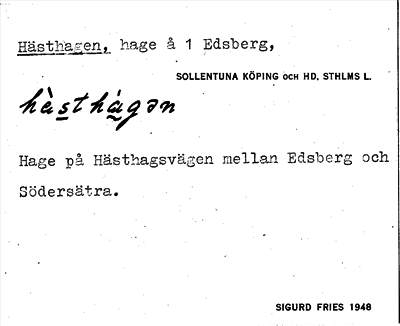 Hästhagen, hage å 1 Edsberg,
SOLLENTUNA KÖPING OCH HD, STHLMS L.
hàsthágən
Hage på Hästhagsvägen mellan Edsberg och
Södersätra.
SIGURD FRIES 1948